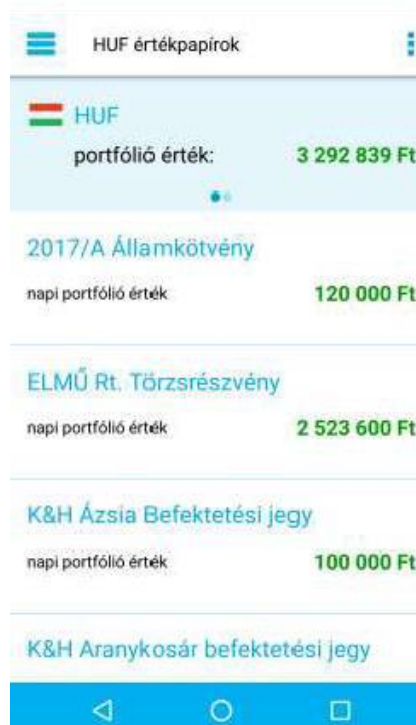 HUF értékpapírok
HUF
portfólió érték: 3 292 839 Ft
2017/A Államkötvény
napi portfólió érték 120 000 Ft
ELMŰ Rt. Törzsrészvény
napi portfólió érték 2 523 600 Ft
K&H Ázsia Befektetési jegy
napi portfólió érték 100 000 Ft
K&H Aranykosár befektetési jegy